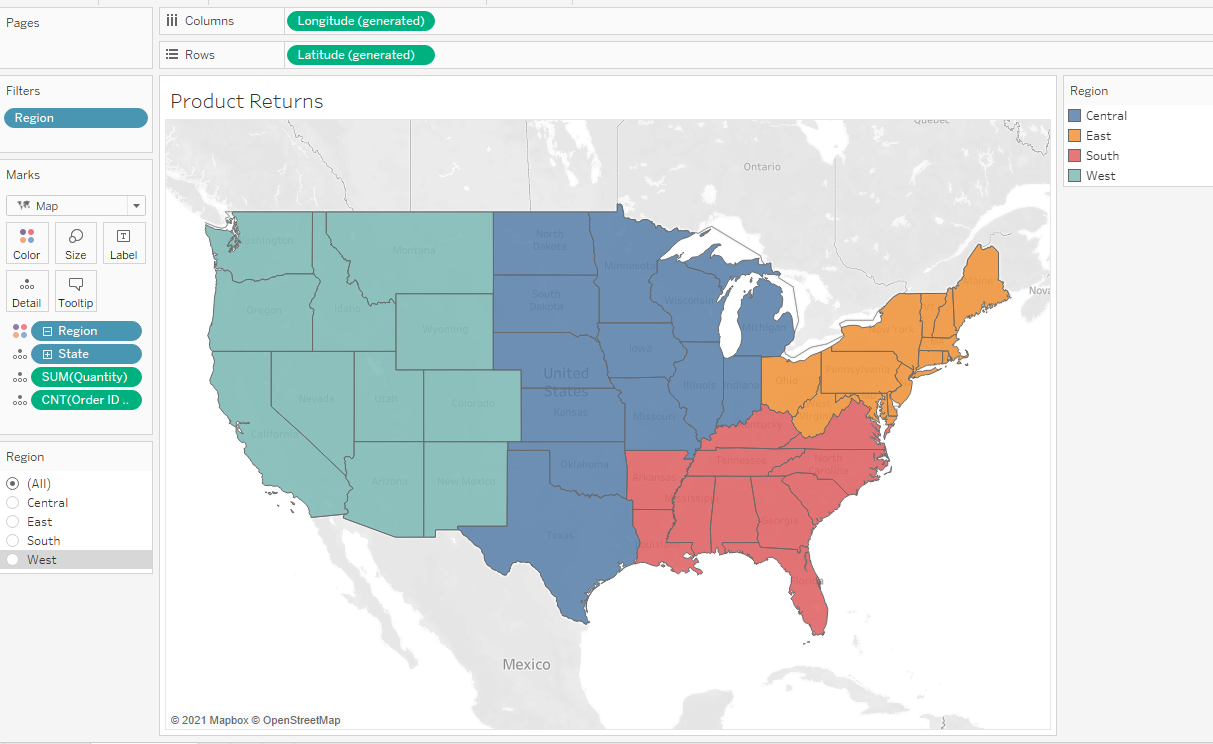 Pages
Columns
Longitude (generated)
Rows
Latitude (generated)
Filters
Region
Marks
Map
Color
Size
Label
Detail
Tooltip
Region
State
SUM(Quantity)
CNT(Order ID ..
Region
(All)
Central
East
South
West
Product Returns
Quebec
Ontario
Nova
Washington
Montana
North
Dakota
Minnesota
Maine
Oregon
Idaho
South
Dakota
Wisconsin
Wyoming
Michigan
New York
VT
Iowa
MA
United
States
Nevada
Utah
Colorado
Kansas
Illinois
Indiana
Ohio
Pennsylvania
Missouri
West
Virginia
Kentucky
California
Arizona
New Mexico
Oklahoma
Arkansas
Tennessee
North
Carolina
Mississippi
Georgia
Texas
Louisiana
Florida
Mexico
© 2021 Mapbox © OpenStreetMap
Region
Central
East
South
West